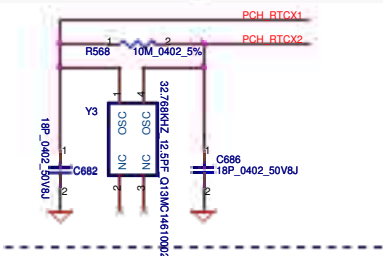 PCH_RTCX1
PCH_RTCX2
R568
1
2
10M_0402_5%
1
4
Y3
OSC
OSC
NC
NC
2
3
32.768KHZ_12.5PF_Q13MC14610002
18P_0402_50V8J
1
C682
2
1
C686
18P_0402_50V8J
2